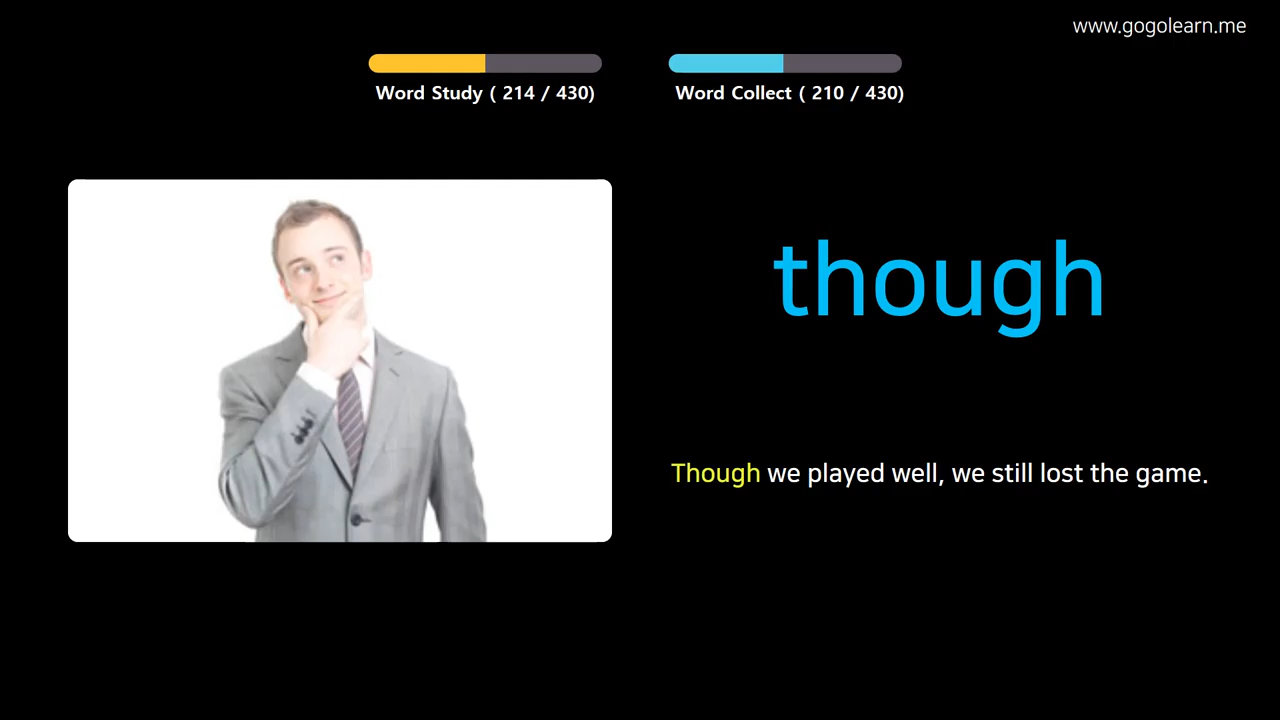 www.gogolearn.me
Word Study ( 214 / 430)
Word Collect ( 210 / 430)
though
Though we played well, we still lost the game.